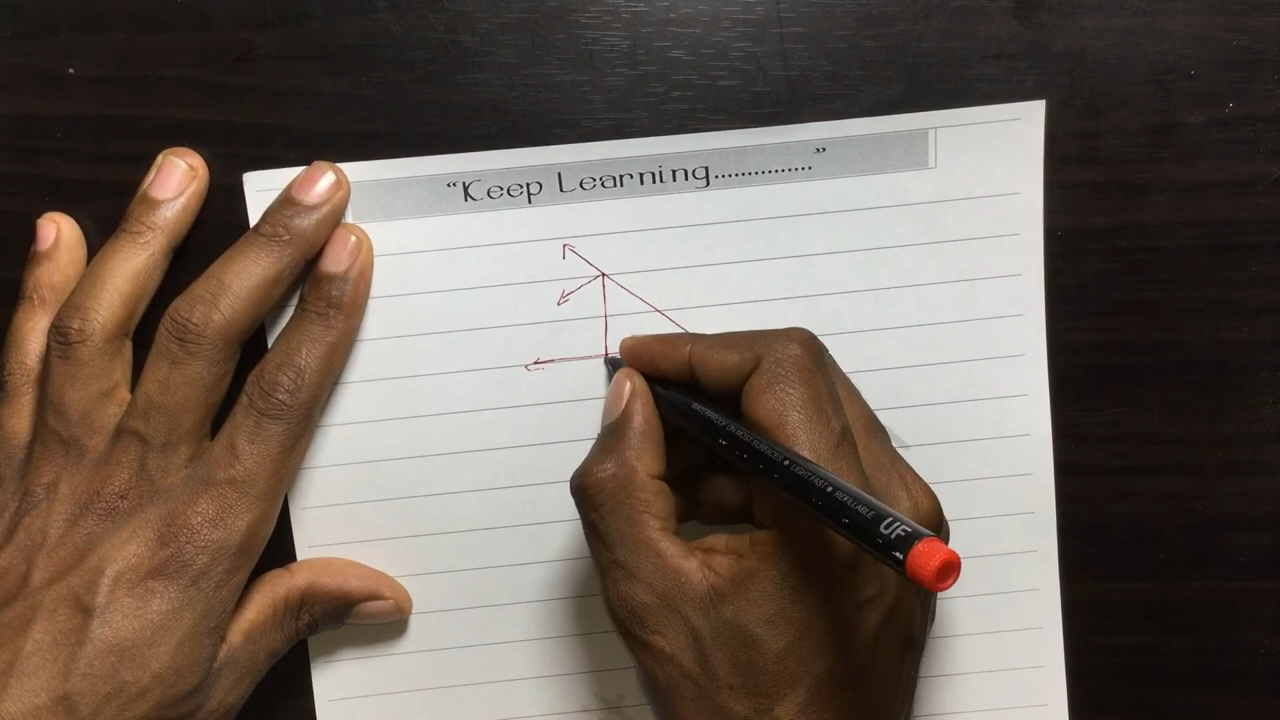 “Keep Learning...............”
WATERPROOF ON MOST SURFACES ● LIGHT FAST ● REFILLABLE UF